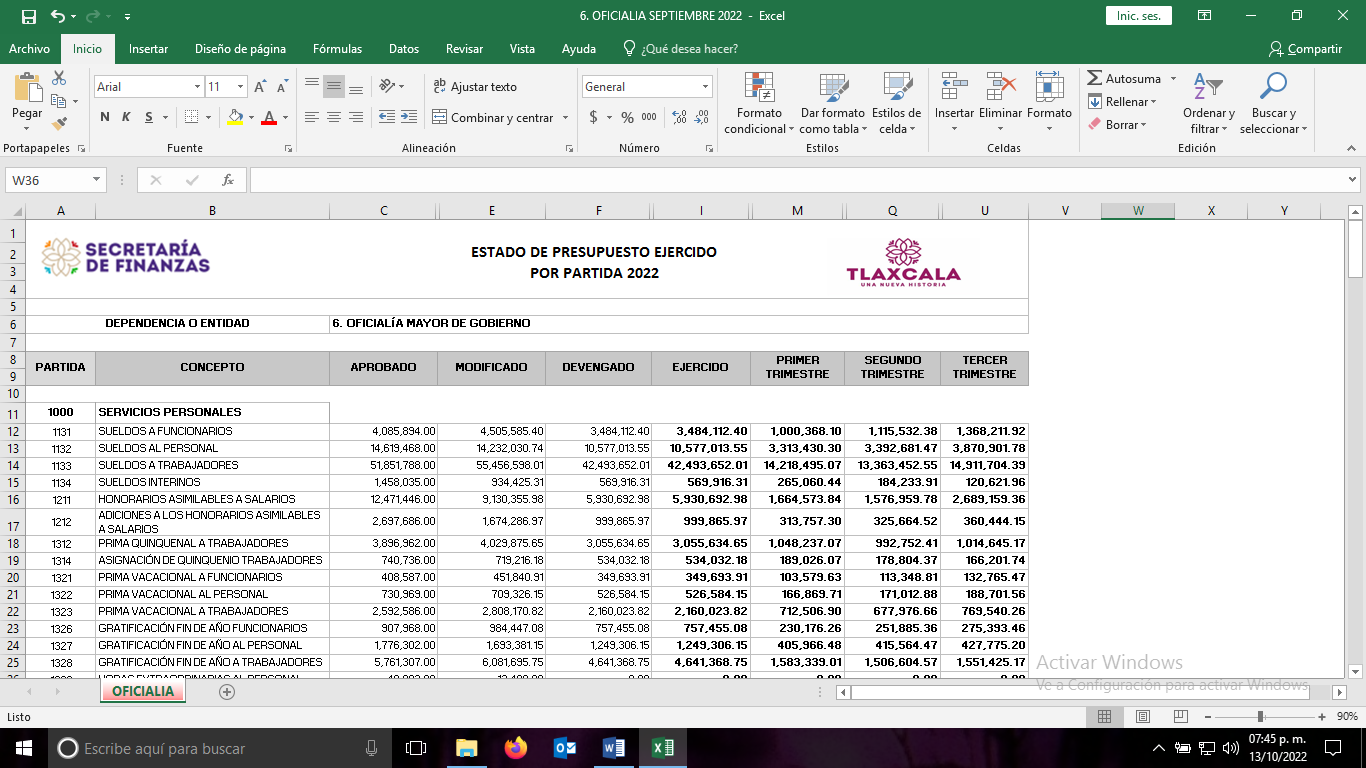 6. OFICIALIA SEPTIEMBRE 2022 - Excel
Inic. ses.
Archivo Inicio Insertar Diseño de página Fórmulas Datos Revisar Vista Ayuda ¿Qué desea hacer? Compartir
Arial 11 ab Ajustar texto General Autosuma
Pegar Rellenar
N K S Combinar y centrar $ % 000 Formato condicional Dar formato como tabla Estilos de celda Insertar Eliminar Formato Borrar Ordenar y filtrar Buscar y seleccionar
Portapapeles Fuente Alineación Número Estilos Celdas Edición
W36 fx
A B C E F I M Q U V W X Y
1 SECRETARÍA DE FINANZAS
2 ESTADO DE PRESUPUESTO EJERCIDO
3 POR PARTIDA 2022 TLAXCALA
4 UNA NUEVA HISTORIA
5
6 DEPENDENCIA O ENTIDAD 6. OFICIALÍA MAYOR DE GOBIERNO
7
8 9 PARTIDA CONCEPTO APROBADO MODIFICADO DEVENGADO EJERCIDO PRIMER TRIMESTRE SEGUNDO TRIMESTRE TERCER TRIMESTRE
10
11 1000 SERVICIOS PERSONALES
12 1131 SUELDOS A FUNCIONARIOS 4,085,894.00 4,505,585.40 3,484,112.40 3,484,112.40 1,000,368.10 1,115,532.38 1,368,211.92
13 1132 SUELDOS AL PERSONAL 14,619,468.00 14,232,030.74 10,577,013.55 10,577,013.55 3,313,430.30 3,392,681.47 3,870,901.78
14 1133 SUELDOS A TRABAJADORES 51,851,788.00 55,456,598.01 42,493,652.01 42,493,652.01 14,218,495.07 13,363,452.55 14,911,704.39
15 1134 SUELDOS INTERINOS 1,458,035.00 934,425.31 569,916.31 569,916.31 265,060.44 184,233.91 120,621.96
16 1211 HONORARIOS ASIMILABLES A SALARIOS 12,471,446.00 9,130,355.98 5,930,692.98 5,930,692.98 1,664,573.84 1,576,959.78 2,689,159.36
17 1212 ADICIONES A LOS HONORARIOS ASIMILABLES A SALARIOS 2,697,686.00 1,674,286.97 999,865.97 999,865.97 313,757.30 325,664.52 360,444.15
18 1312 PRIMA QUINQUENAL A TRABAJADORES 3,896,962.00 4,029,875.65 3,055,634.65 3,055,634.65 1,048,237.07 992,752.41 1,014,645.17
19 1314 ASIGNACIÓN DE QUINQUENIO TRABAJADORES 740,736.00 719,216.18 534,032.18 534,032.18 189,026.07 178,804.37 166,201.74
20 1321 PRIMA VACACIONAL A FUNCIONARIOS 408,587.00 451,840.91 349,693.91 349,693.91 103,579.63 113,348.81 132,765.47
21 1322 PRIMA VACACIONAL AL PERSONAL 730,969.00 709,326.15 526,584.15 526,584.15 166,869.71 171,012.88 188,701.56
22 1323 PRIMA VACACIONAL A TRABAJADORES 2,592,586.00 2,808,170.82 2,160,023.82 2,160,023.82 712,506.90 677,976.66 769,540.26
23 1326 GRATIFICACIÓN FIN DE AÑO FUNCIONARIOS 907,968.00 984,447.08 757,455.08 757,455.08 230,176.26 251,885.36 275,393.46
24 1327 GRATIFICACIÓN FIN DE AÑO AL PERSONAL 1,776,302.00 1,693,381.15 1,249,306.15 1,249,306.15 405,966.48 415,564.47 427,775.20
25 1328 GRATIFICACIÓN FIN DE AÑO A TRABAJADORES 5,761,307.00 6,081,695.75 4,641,368.75 4,641,368.75 1,583,339.01 1,506,604.57 1,551,425.17
Activar Windows
Ve a Configuración para activar Windows.
OFICIALIA
Listo 90%
Escribe aquí para buscar 07:45 p. m.
13/10/2022